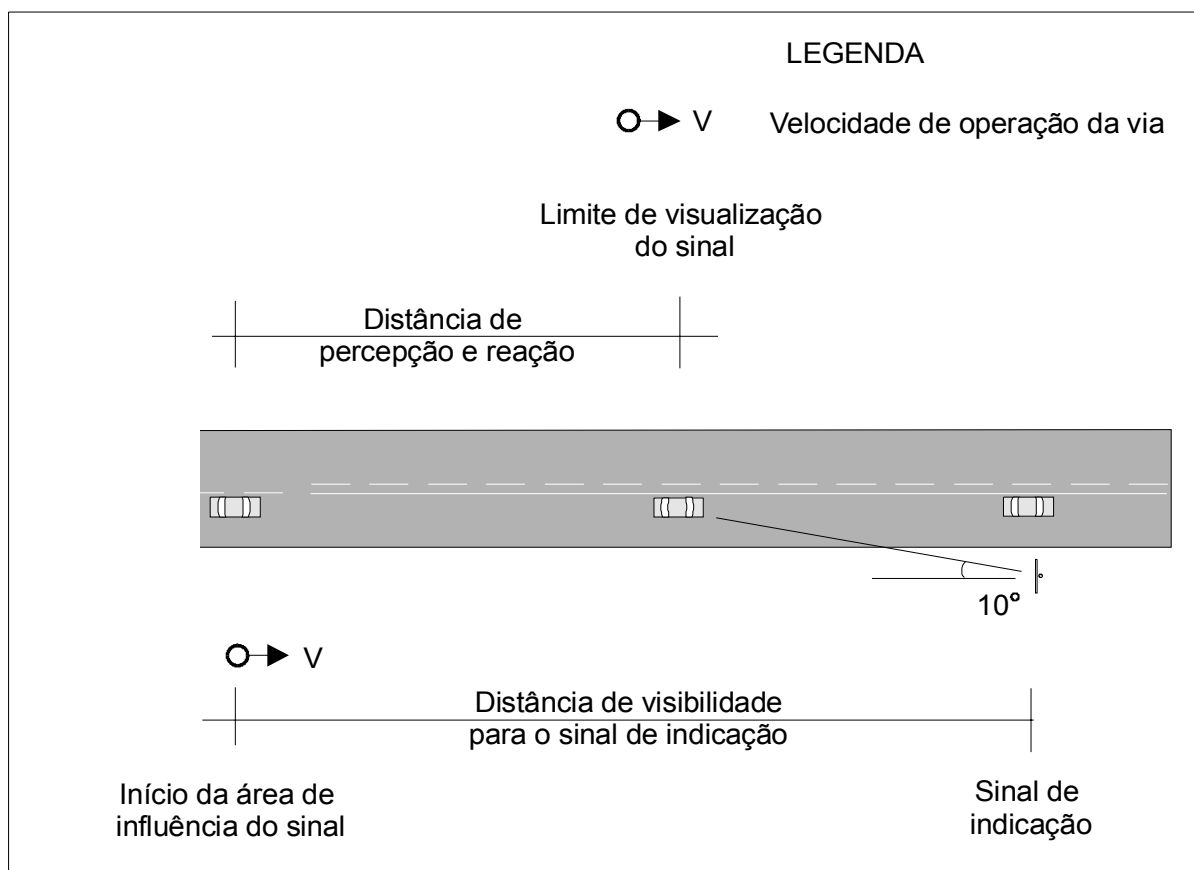 LEGENDA
V
Velocidade de operação da via
Limite de visualização
do sinal
Distância de
percepção e reação
10°
V
Distância de visibilidade
para o sinal de indicação
Início da área de
influência do sinal
Sinal de
indicação